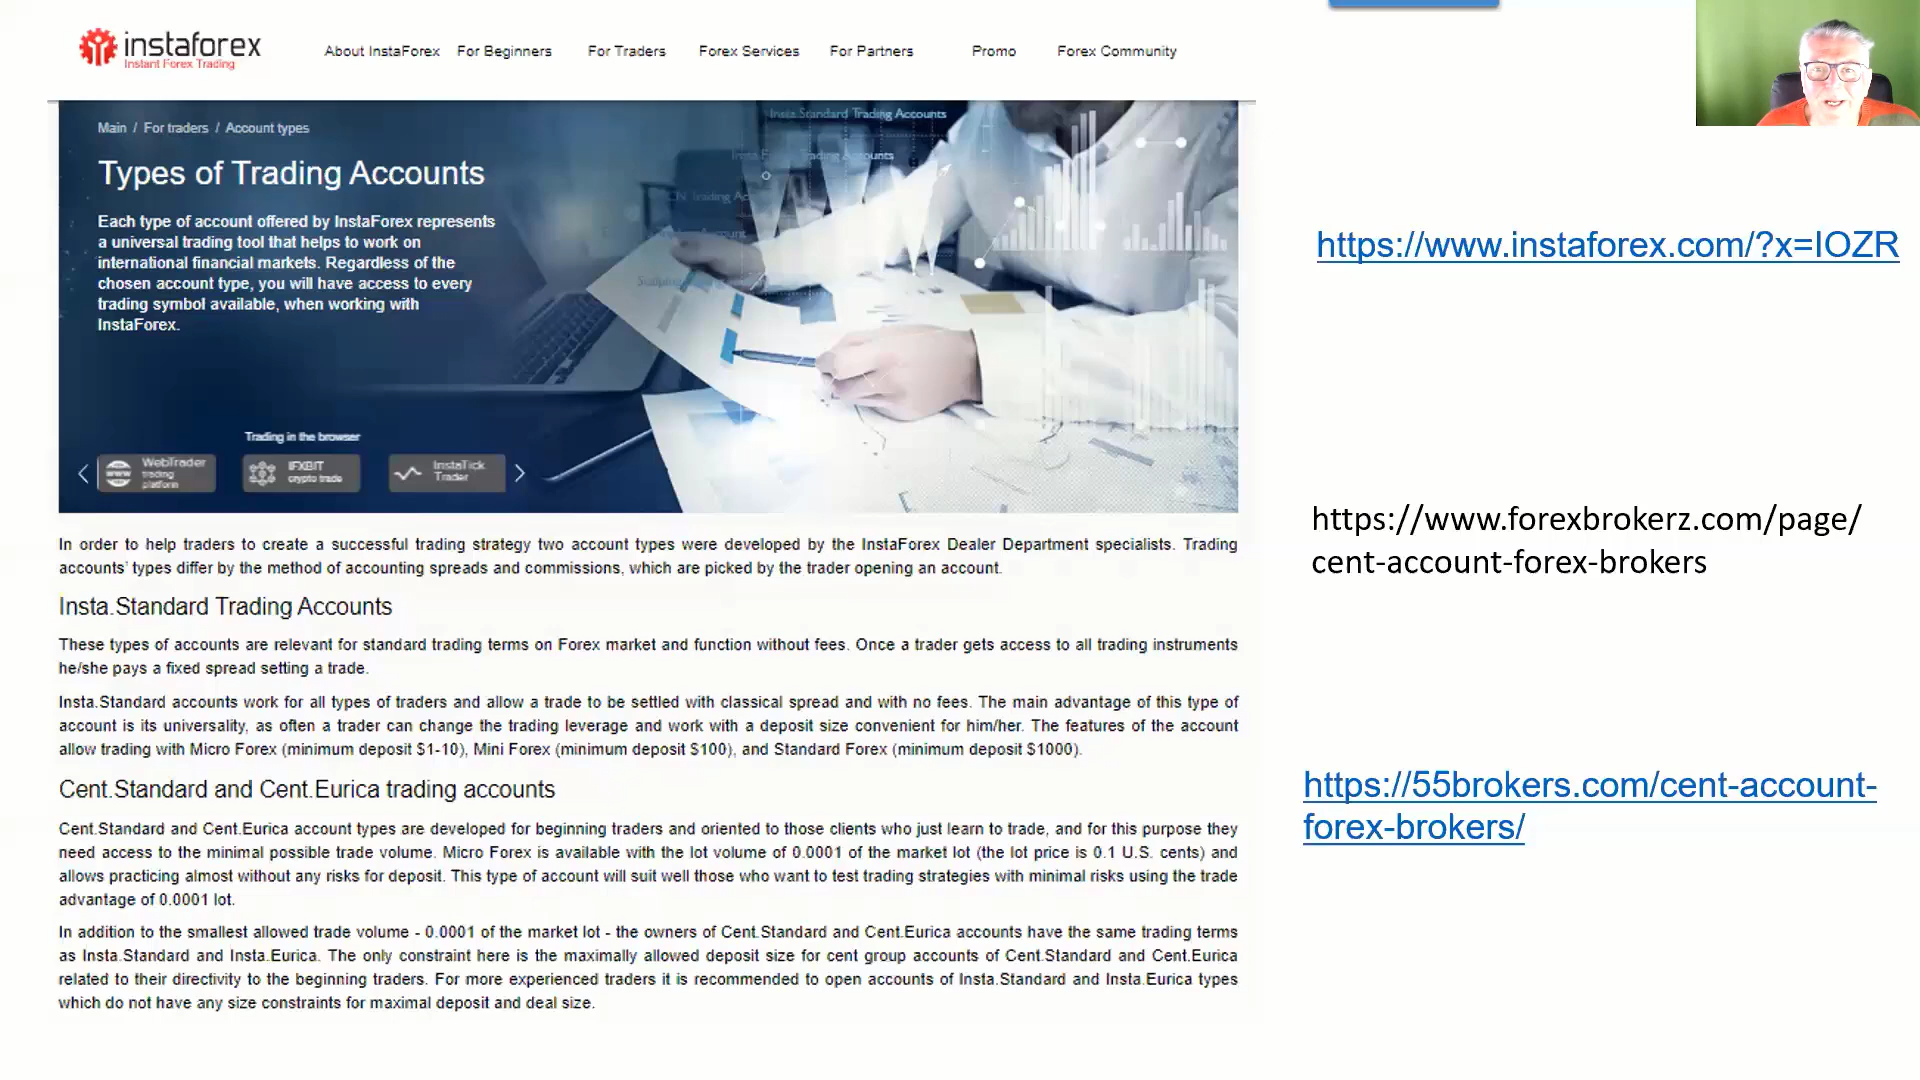 instaforex
Instant Forex Trading
About InstaForex For Beginners For Traders Forex Services For Partners Promo Forex Community
Main / For traders / Account types
Insta.Standard Trading Accounts
Trading Accounts
Types of Trading Accounts
Each type of account offered by InstaForex represents
a universal trading tool that helps to work on
international financial markets. Regardless of the
chosen account type, you will have access to every
trading symbol available, when working with
InstaForex.
Trading in the browser
WebTrader
trading
platform
IFXBIT
crypto trade
InstaTick
Trader
In order to help traders to create a successful trading strategy two account types were developed by the InstaForex Dealer Department specialists. Trading
accounts' types differ by the method of accounting spreads and commissions, which are picked by the trader opening an account.
Insta.Standard Trading Accounts
These types of accounts are relevant for standard trading terms on Forex market and function without fees. Once a trader gets access to all trading instruments
he/she pays a fixed spread setting a trade.
Insta.Standard accounts work for all types of traders and allow a trade to be settled with classical spread and with no fees. The main advantage of this type of
account is its universality, as often a trader can change the trading leverage and work with a deposit size convenient for him/her. The features of the account
allow trading with Micro Forex (minimum deposit $1-10), Mini Forex (minimum deposit $100), and Standard Forex (minimum deposit $1000).
Cent.Standard and Cent.Eurica trading accounts
Cent.Standard and Cent.Eurica account types are developed for beginning traders and oriented to those clients who just learn to trade, and for this purpose they
need access to the minimal possible trade volume. Micro Forex is available with the lot volume of 0.0001 of the market lot (the lot price is 0.1 U.S. cents) and
allows practicing almost without any risks for deposit. This type of account will suit well those who want to test trading strategies with minimal risks using the trade
advantage of 0.0001 lot.
In addition to the smallest allowed trade volume - 0.0001 of the market lot - the owners of Cent.Standard and Cent.Eurica accounts have the same trading terms
as Insta.Standard and Insta.Eurica. The only constraint here is the maximally allowed deposit size for cent group accounts of Cent.Standard and Cent.Eurica
related to their directivity to the beginning traders. For more experienced traders it is recommended to open accounts of Insta.Standard and Insta.Eurica types
which do not have any size constraints for maximal deposit and deal size.
https://www.instaforex.com/?x=IOZR
https://www.forexbrokerz.com/page/
cent-account-forex-brokers
https://55brokers.com/cent-account-
forex-brokers/